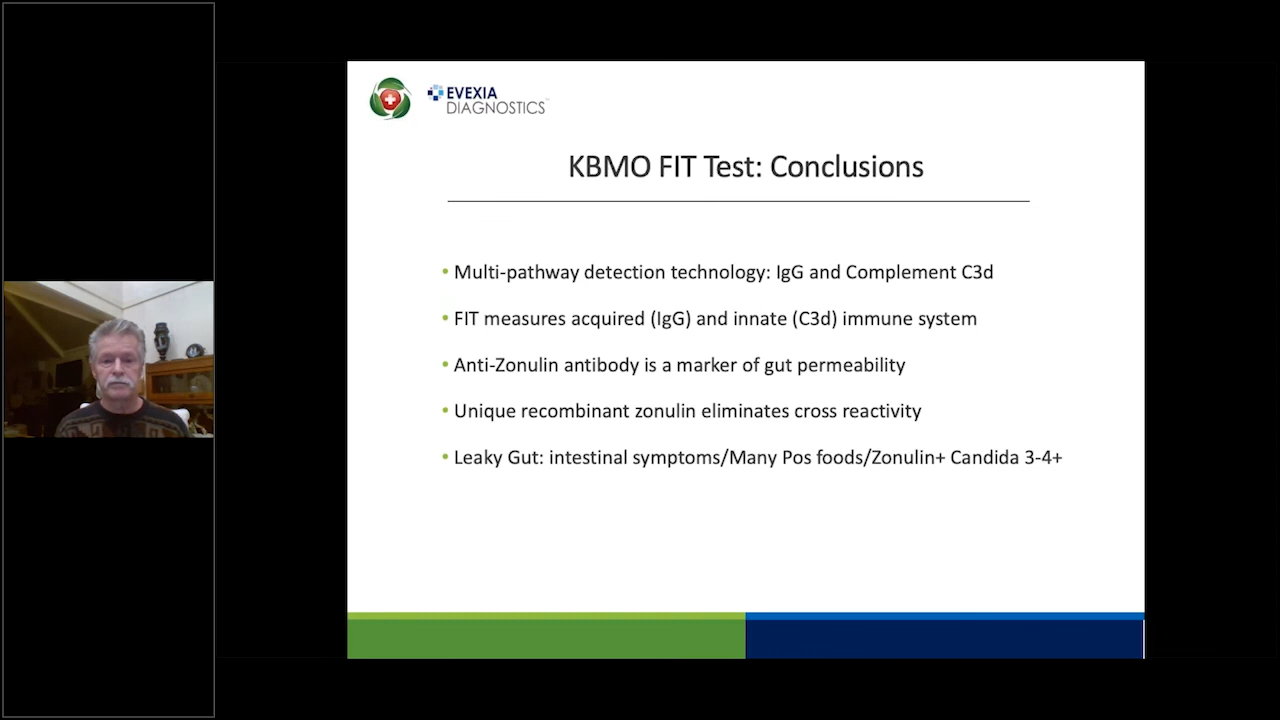 EVEXIA
DIAGNOSTICS™
KBMO FIT Test: Conclusions
• Multi-pathway detection technology: IgG and Complement C3d
• FIT measures acquired (IgG) and innate (C3d) immune system
• Anti-Zonulin antibody is a marker of gut permeability
• Unique recombinant zonulin eliminates cross reactivity
• Leaky Gut: intestinal symptoms/Many Pos foods/Zonulin+ Candida 3-4+